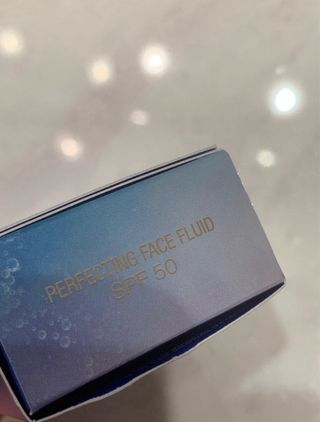 PERFECTING FACE FLUID
SPF 50